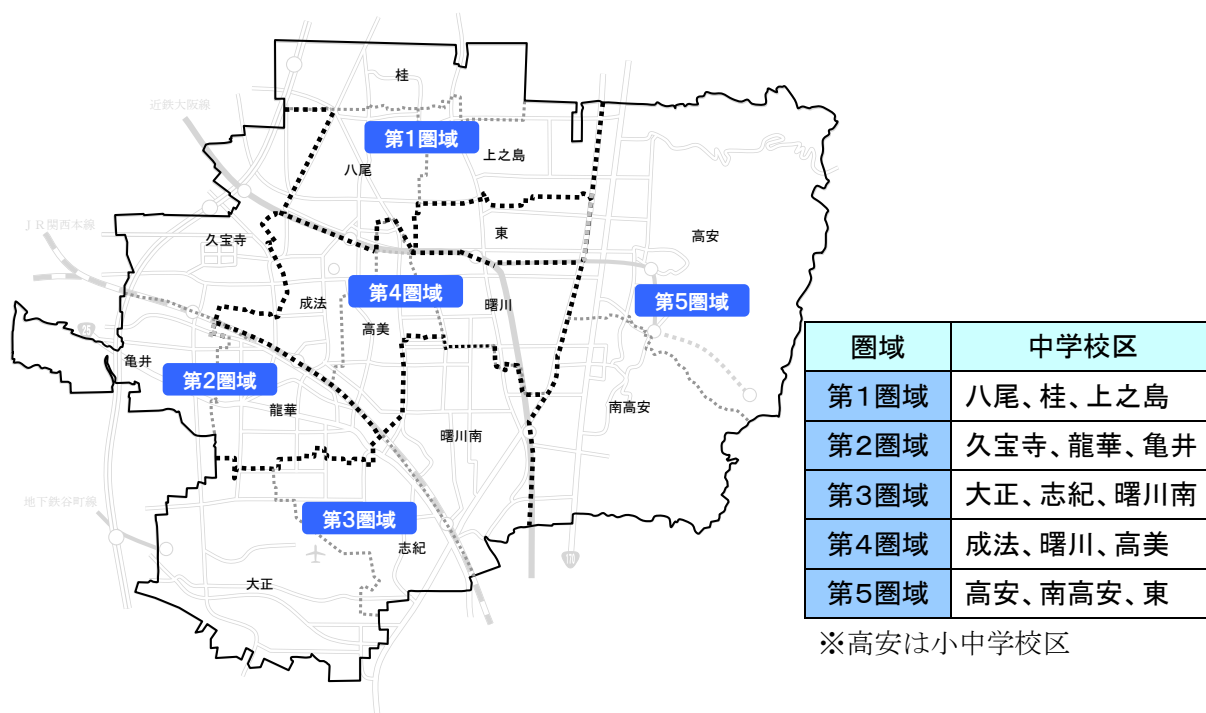 桂
近鉄大阪線
第1圏域
上之島
八尾
久宝寺
東
高安
JR関西本線
成法
第4圏域
曙川
第5圏域
25
高美
亀井
第2圏域
龍華
南高安
曙川南
地下鉄谷町線
第3圏域
志紀
170
大正
圏域 中学校区
第1圏域 八尾、桂、上之島
第2圏域 久宝寺、龍華、亀井
第3圏域 大正、志紀、曙川南
第4圏域 成法、曙川、高美
第5圏域 高安、南高安、東
※高安は小中学校区